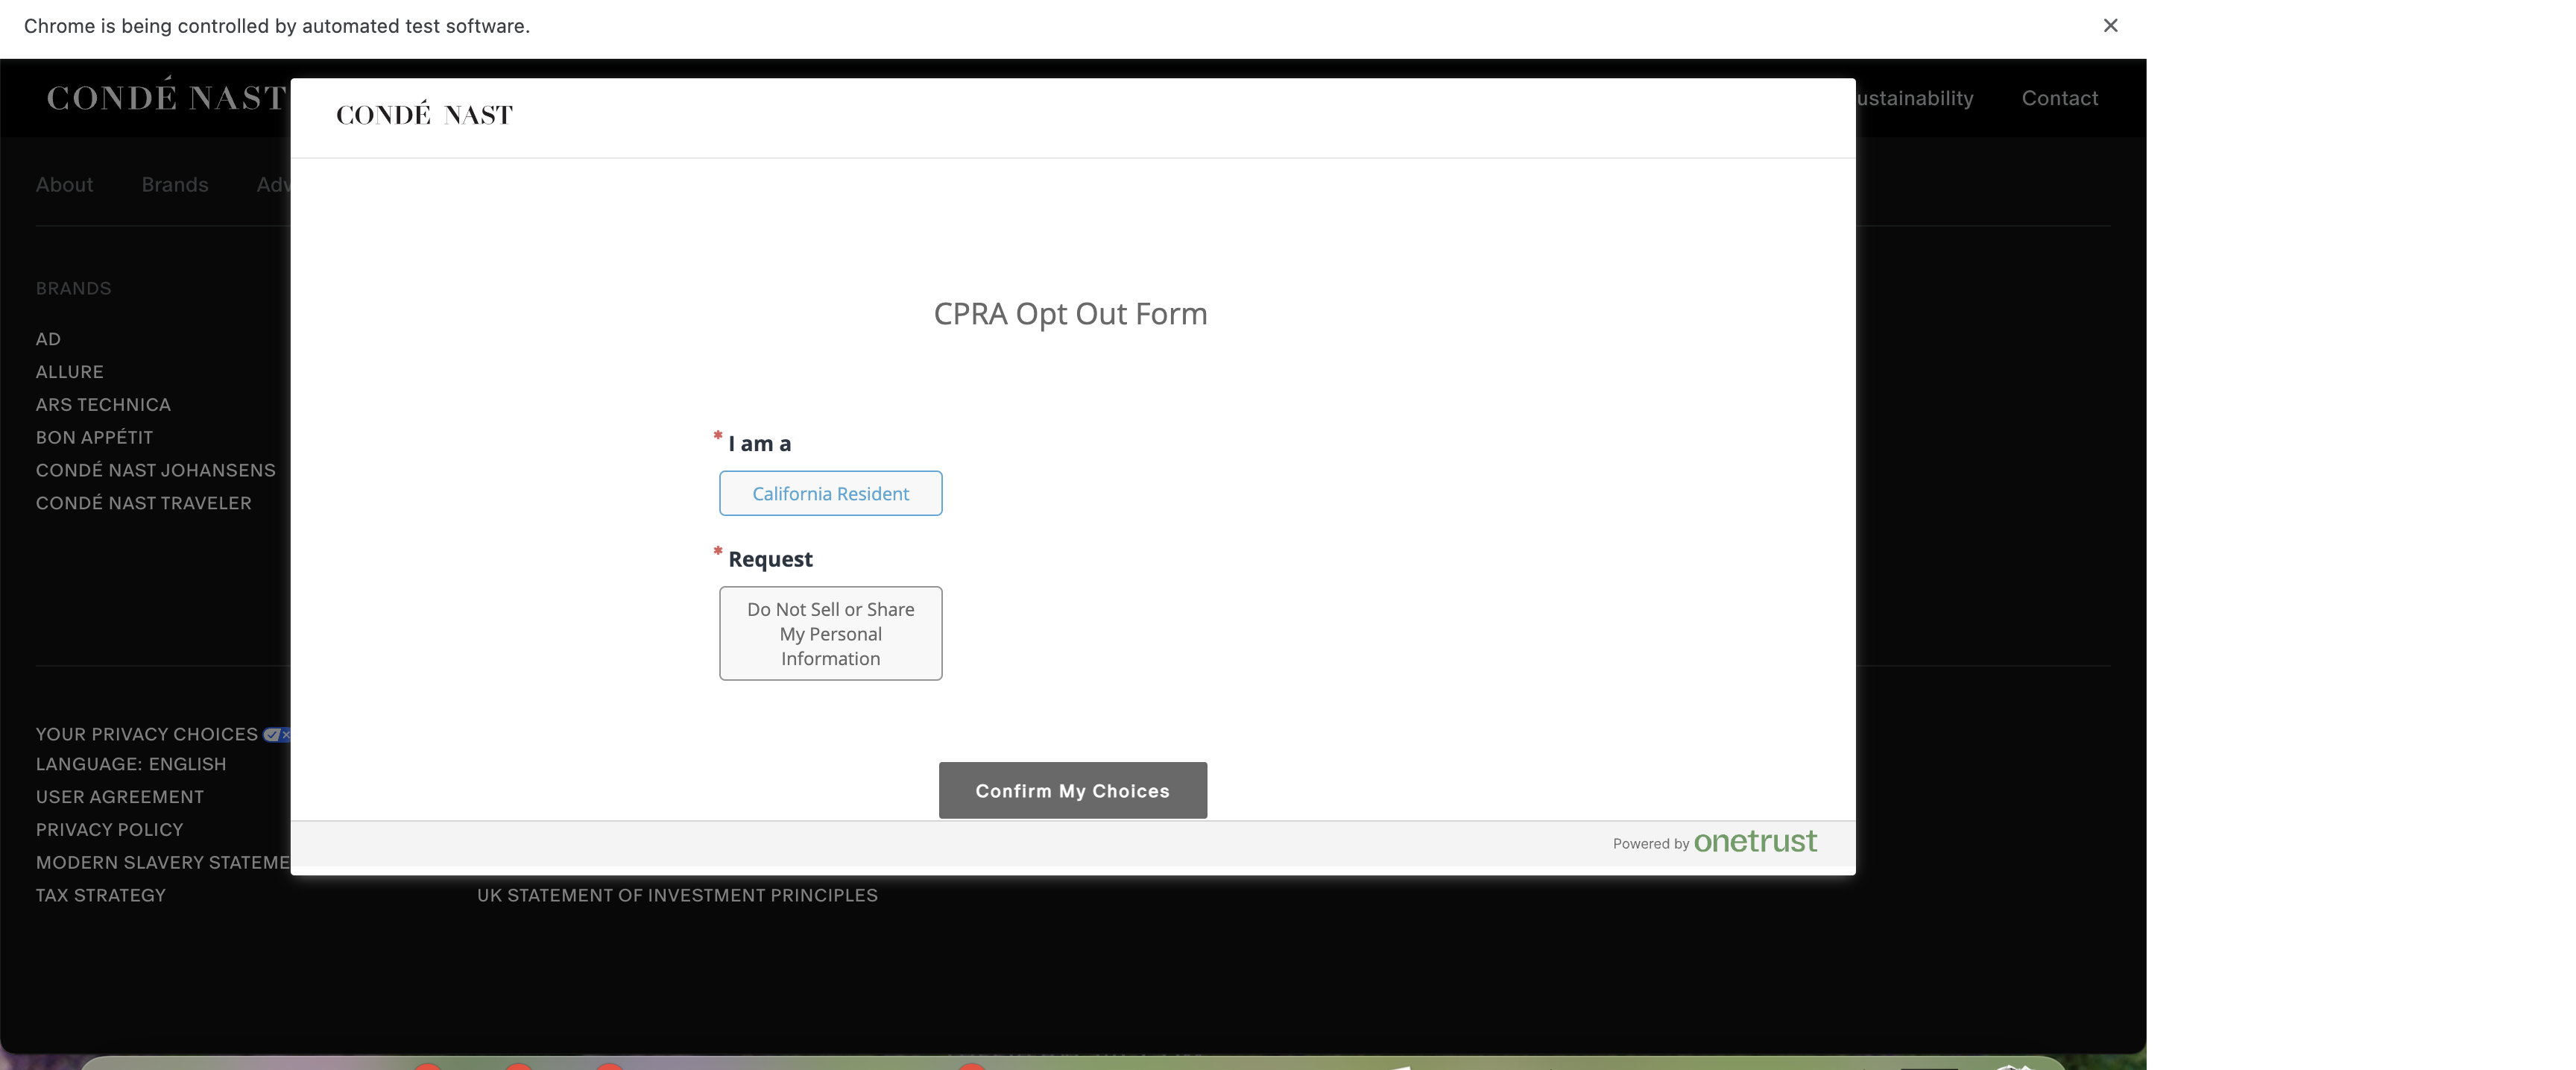 Chrome is being controlled by automated test software.
CONDÉ NAST
ustainability
Contact
CONDÉ NAST
About
Brands
Adv
BRANDS
AD
ALLURE
ARS TECHNICA
BON APPÉTIT
CONDÉ NAST JOHANSENS
CONDÉ NAST TRAVELER
CPRA Opt Out Form
* I am a
California Resident
* Request
Do Not Sell or Share
My Personal
Information
Confirm My Choices
Powered by onetrust
YOUR PRIVACY CHOICES
LANGUAGE: ENGLISH
USER AGREEMENT
PRIVACY POLICY
MODERN SLAVERY STATEME
TAX STRATEGY
UK STATEMENT OF INVESTMENT PRINCIPLES